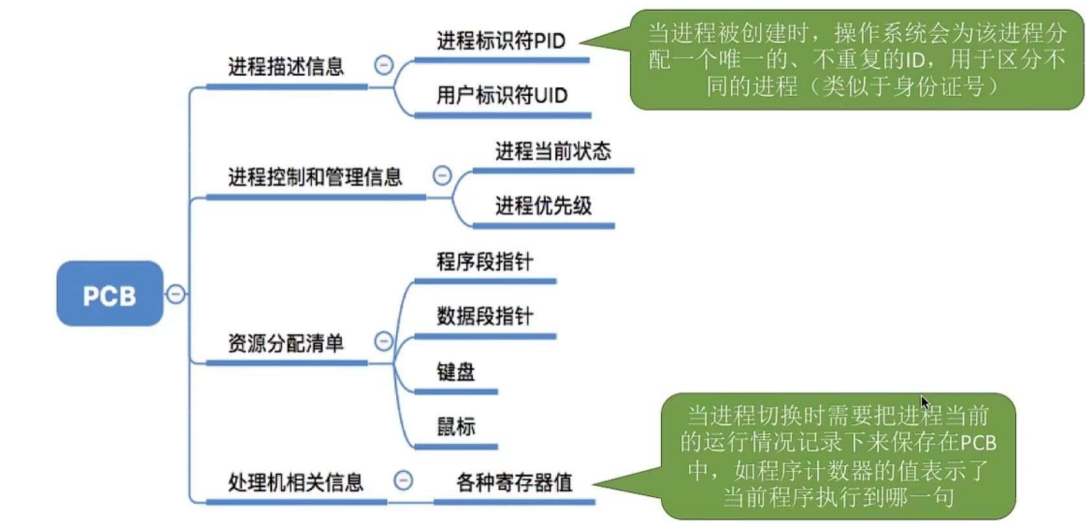 进程标识符PID
当进程被创建时，操作系统会为该进程分
配一个唯一的、不重复的ID，用于区分不
同的进程（类似于身份证号）
进程描述信息
用户标识符UID
进程当前状态
进程控制和管理信息
进程优先级
PCB
程序段指针
数据段指针
资源分配清单
键盘
鼠标
处理机相关信息
各种寄存器值
当进程切换时需要把进程当前
的运行情况记录下来保存在PCB
中，如程序计数器的值表示了
当前程序执行到哪一句